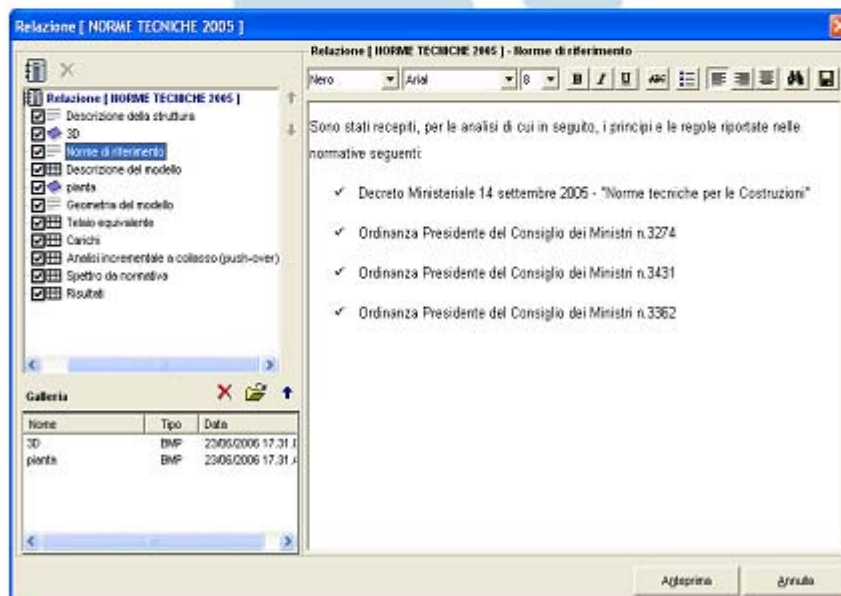 Relazione [ NORME TECNICHE 2005 ]
Relazione [ NORME TECNICHE 2005 ]
Descrizione della struttura
3D
Norme di riferimento
Descrizione del modello
pianta
Geometria del modello
Telaio equivalente
Carichi
Analisi incrementale a collasso (push-over)
Spettro da normativa
Risultati
Galleria
Nome Tipo Data
3D BMP 23/06/2006 17.31
pianta BMP 23/06/2006 17.31
Relazione [ NORME TECNICHE 2005 ] - Norme di riferimento
Nero Arial 8 B I U ABC
Sono stati recepiti, per le analisi di cui in seguito, i principi e le regole riportate nelle
normative seguenti:
✓ Decreto Ministeriale 14 settembre 2005 - "Norme tecniche per le Costruzioni"
✓ Ordinanza Presidente del Consiglio dei Ministri n.3274
✓ Ordinanza Presidente del Consiglio dei Ministri n.3431
✓ Ordinanza Presidente del Consiglio dei Ministri n.3362
Anteprima Annulla